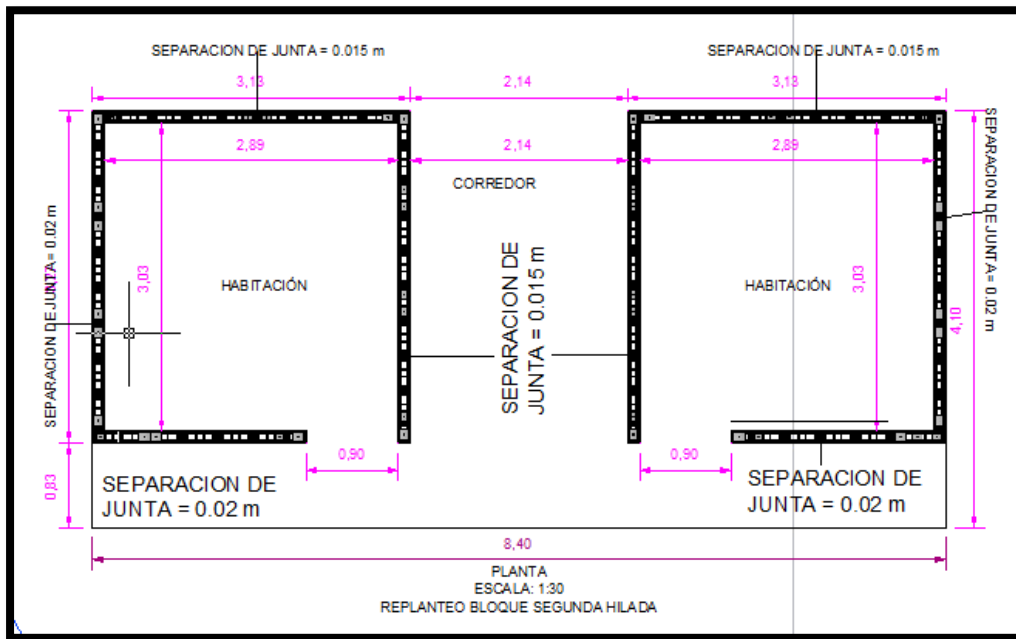 SEPARACION DE JUNTA = 0.015 m
SEPARACION DE JUNTA = 0.015 m
3,13
2,14
3,13
2,89
2,14
2,89
CORREDOR
SEPARACION DE JUNTA = 0.02 m
SEPARACION DE JUNTA = 0.02 m
3,03
HABITACIÓN
SEPARACION DE
JUNTA = 0.015 m
HABITACIÓN
3,03
4,10
0,90
0,90
0,83
SEPARACION DE
JUNTA = 0.02 m
SEPARACION DE
JUNTA = 0.02 m
8,40
PLANTA
ESCALA: 1:30
REPLANTEO BLOQUE SEGUNDA HILADA